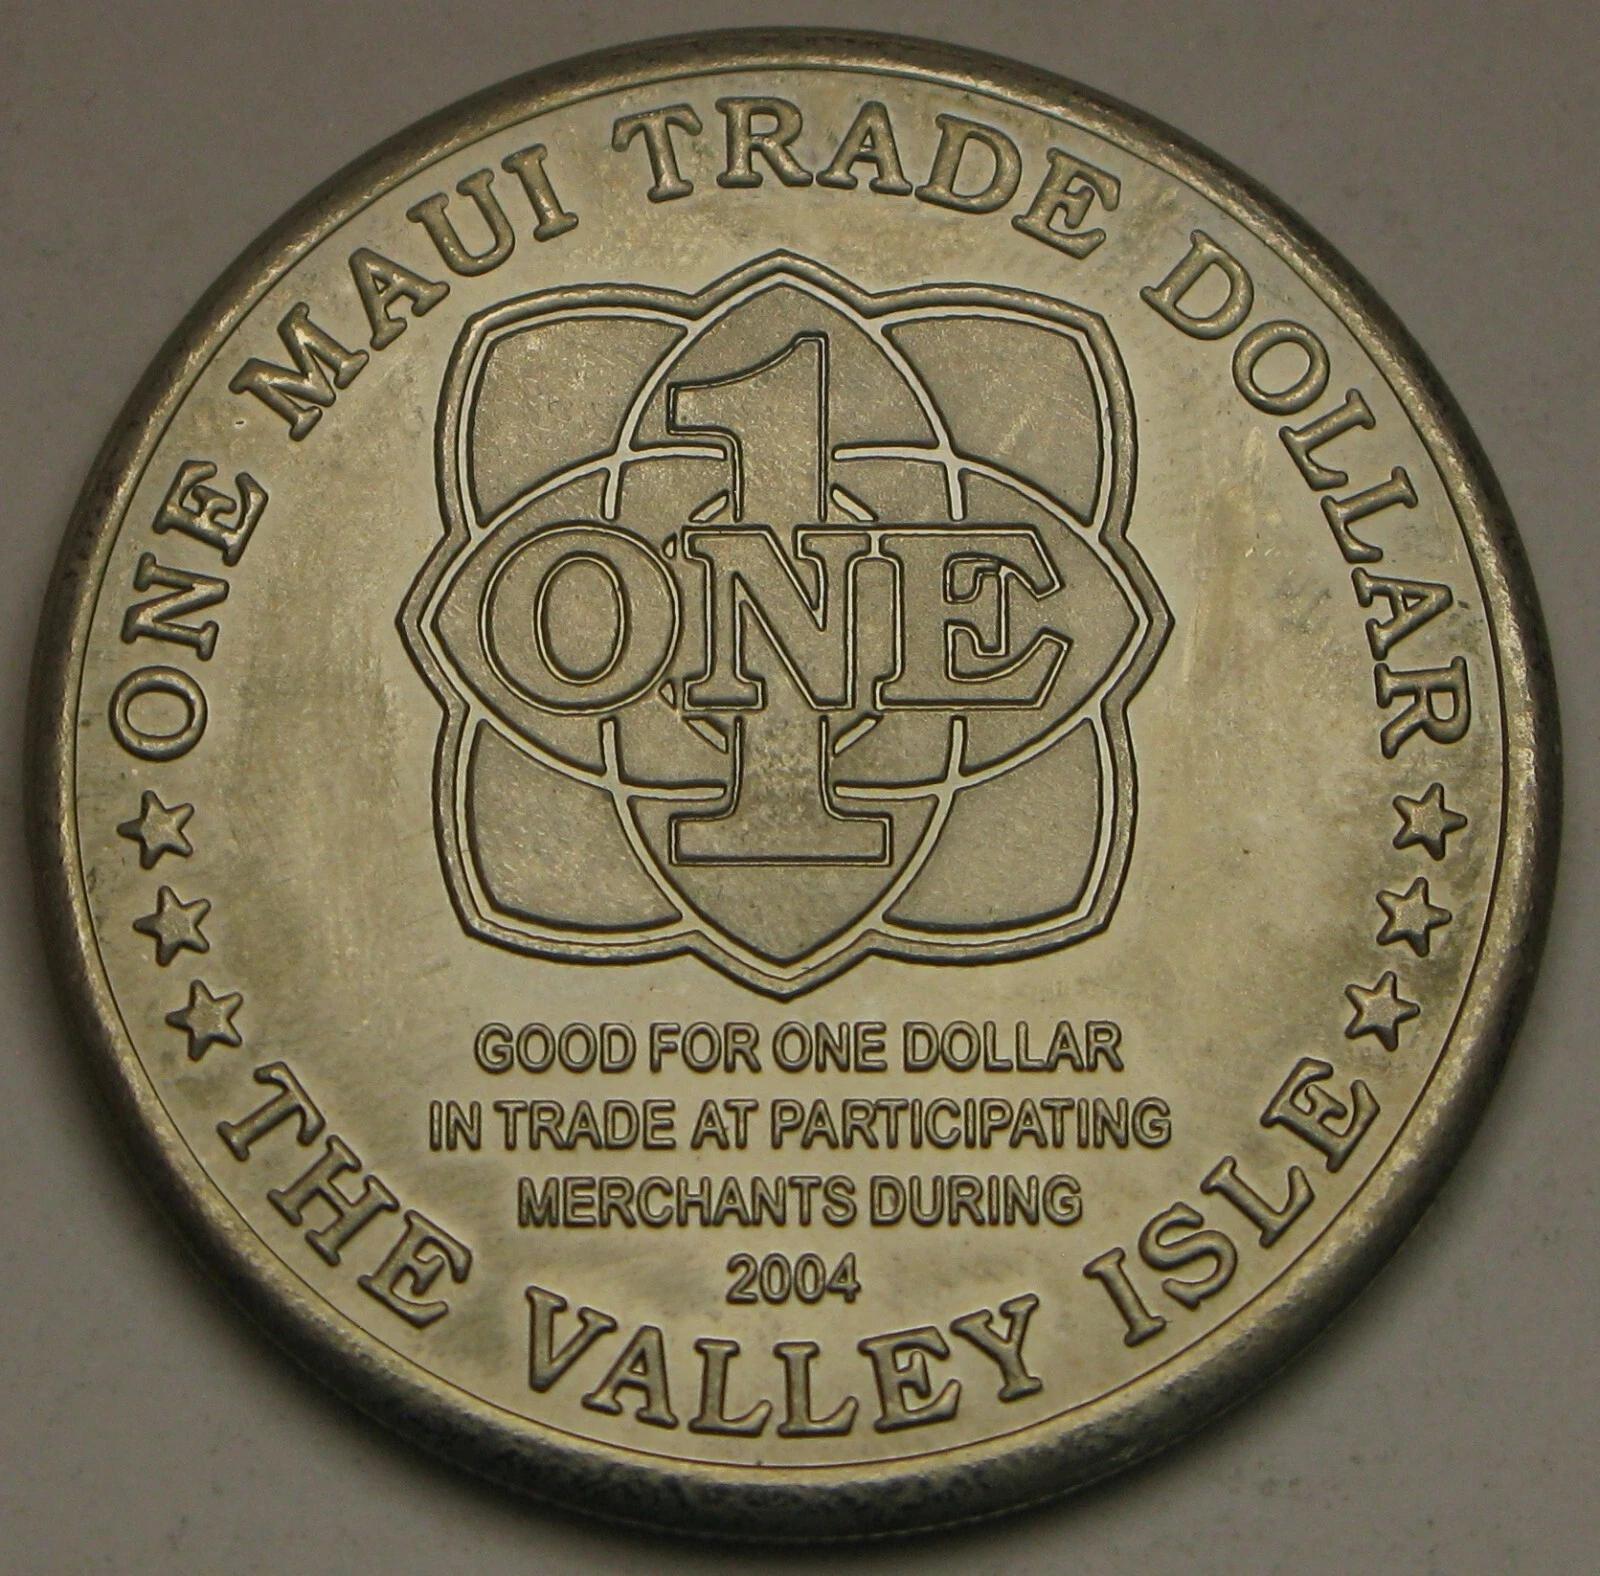 ONE MAUI TRADE DOLLAR
1
ONE
GOOD FOR ONE DOLLAR
IN TRADE AT PARTICIPATING
MERCHANTS DURING
2004
THE VALLEY ISLE